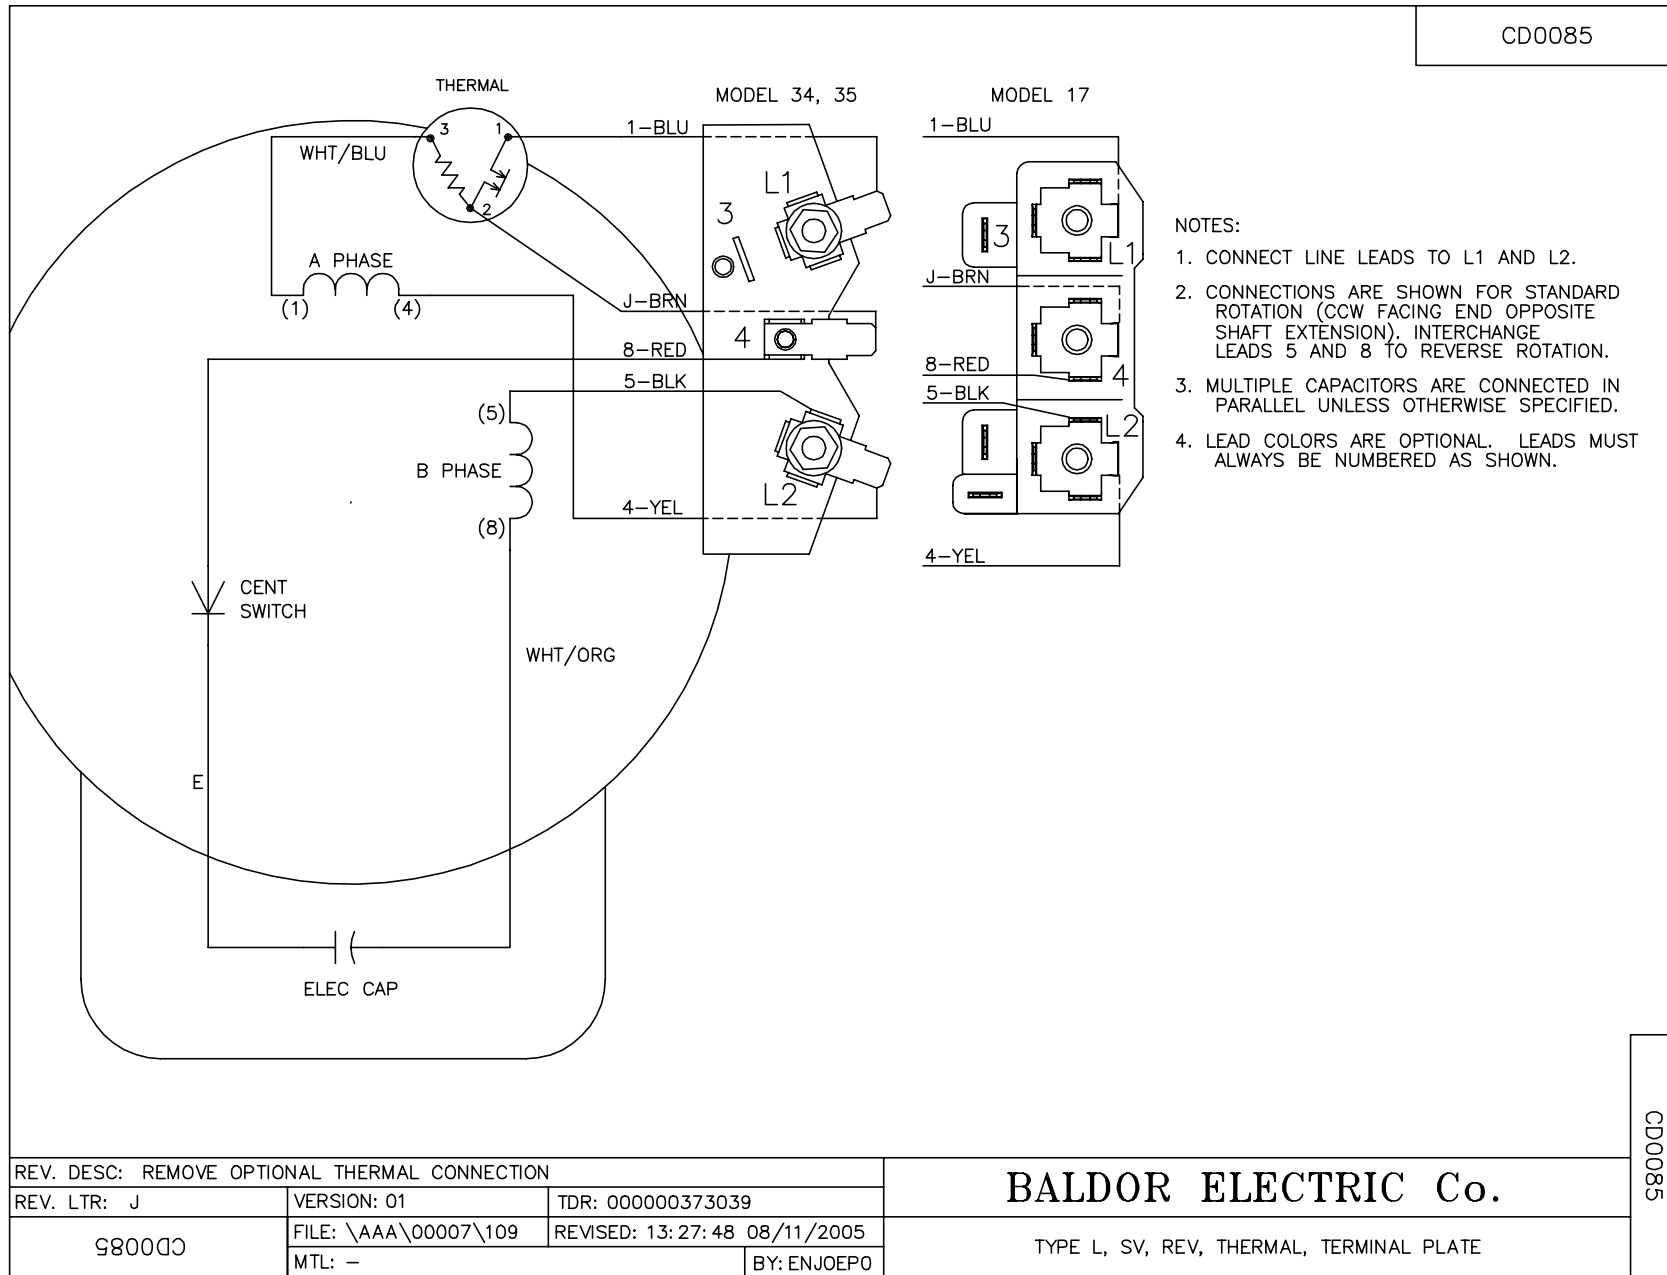 CD0085
THERMAL
MODEL 34, 35
MODEL 17
3
1
2
WHT/BLU
1-BLU
1-BLU
L1
3
3
L1
A PHASE
(1)
(4)
J-BRN
J-BRN
4
8-RED
8-RED
4
5-BLK
5-BLK
(5)
B PHASE
(8)
L2
L2
4-YEL
4-YEL
NOTES:
1. CONNECT LINE LEADS TO L1 AND L2.
2. CONNECTIONS ARE SHOWN FOR STANDARD
ROTATION (CCW FACING END OPPOSITE
SHAFT EXTENSION). INTERCHANGE
LEADS 5 AND 8 TO REVERSE ROTATION.
3. MULTIPLE CAPACITORS ARE CONNECTED IN
PARALLEL UNLESS OTHERWISE SPECIFIED.
4. LEAD COLORS ARE OPTIONAL. LEADS MUST
ALWAYS BE NUMBERED AS SHOWN.
CENT
SWITCH
WHT/ORG
E
ELEC CAP
CD0085
REV. DESC: REMOVE OPTIONAL THERMAL CONNECTION
REV. LTR: J
VERSION: 01
TDR: 000000373039
FILE: \AAA\00007\109
REVISED: 13:27:48 08/11/2005
CD0085
MTL: -
BY: ENJOEPO
BALDOR ELECTRIC Co.
TYPE L, SV, REV, THERMAL, TERMINAL PLATE